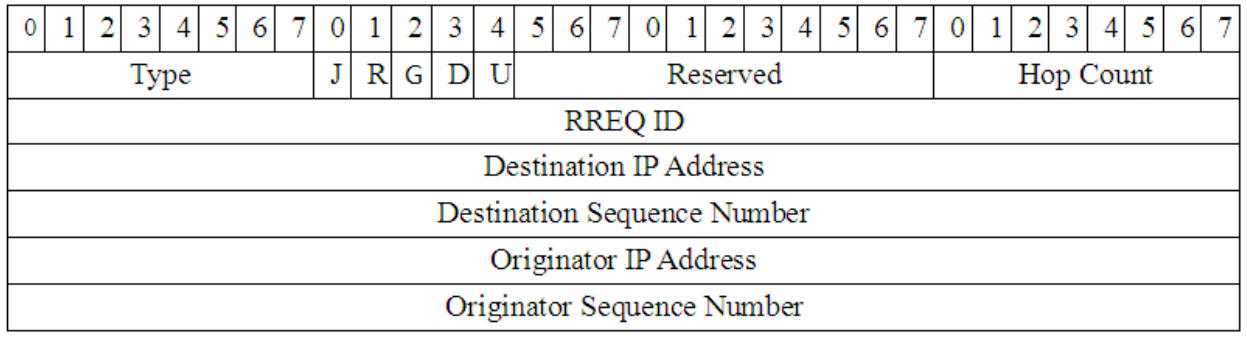 0 1 2 3 4 5 6 7 0 1 2 3 4 5 6 7 0 1 2 3 4 5 6 7 0 1 2 3 4 5 6 7
Type J R G D U Reserved Hop Count
RREQ ID
Destination IP Address
Destination Sequence Number
Originator IP Address
Originator Sequence Number